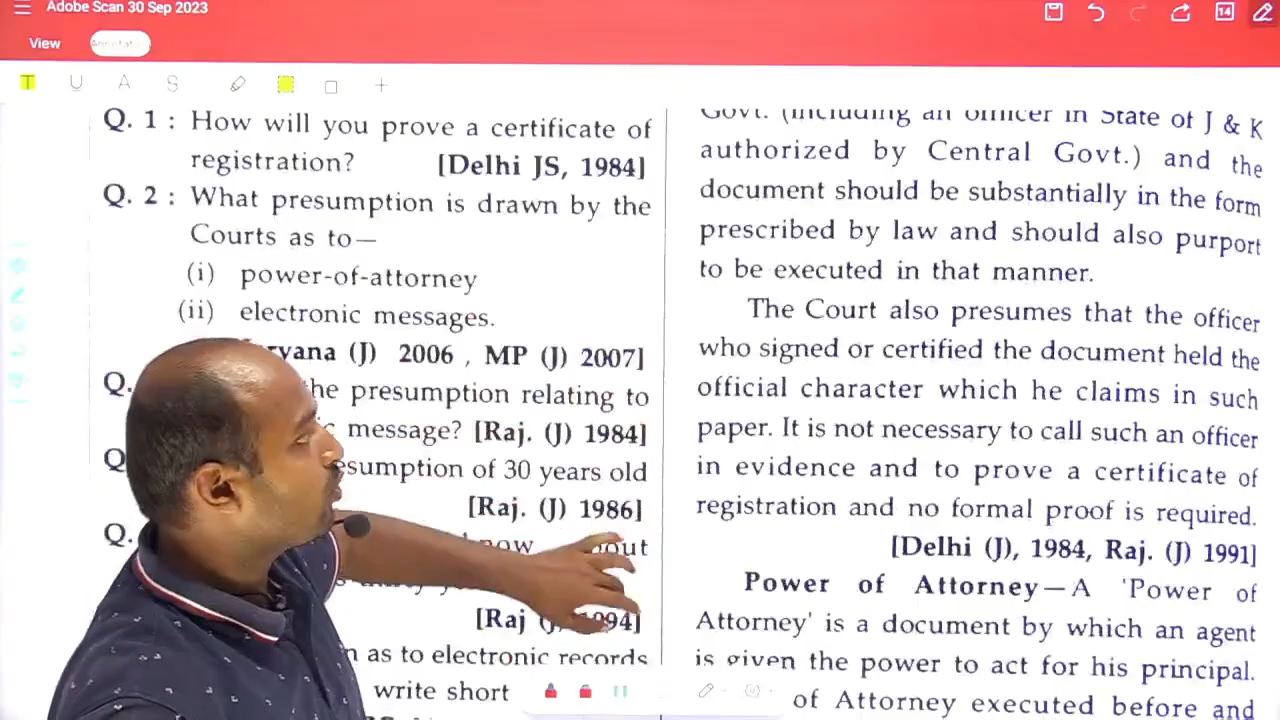 Adobe Scan 30 Sep 2023
14
View
Annotat
T U A S
Q. 1 : How will you prove a certificate of
registration? [Delhi JS, 1984]
Q. 2 : What presumption is drawn by the
Courts as to—
(i) power-of-attorney
(ii) electronic messages.
(J) 2006 , MP (J) 2007]
Q. the presumption relating to
message? [Raj. (J) 1984]
Q of 30 years old
[Raj. (J) 1986]
Q.
[Raj 1994]
as to electronic records
write short
Govt. (including an officer in State of J & K
authorized by Central Govt.) and the
document should be substantially in the form
prescribed by law and should also purport
to be executed in that manner.
The Court also presumes that the officer
who signed or certified the document held the
official character which he claims in such
paper. It is not necessary to call such an officer
in evidence and to prove a certificate of
registration and no formal proof is required.
[Delhi (J), 1984, Raj. (J) 1991]
Power of Attorney—A 'Power of
Attorney' is a document by which an agent
is given the power to act for his principal.
of Attorney executed before and